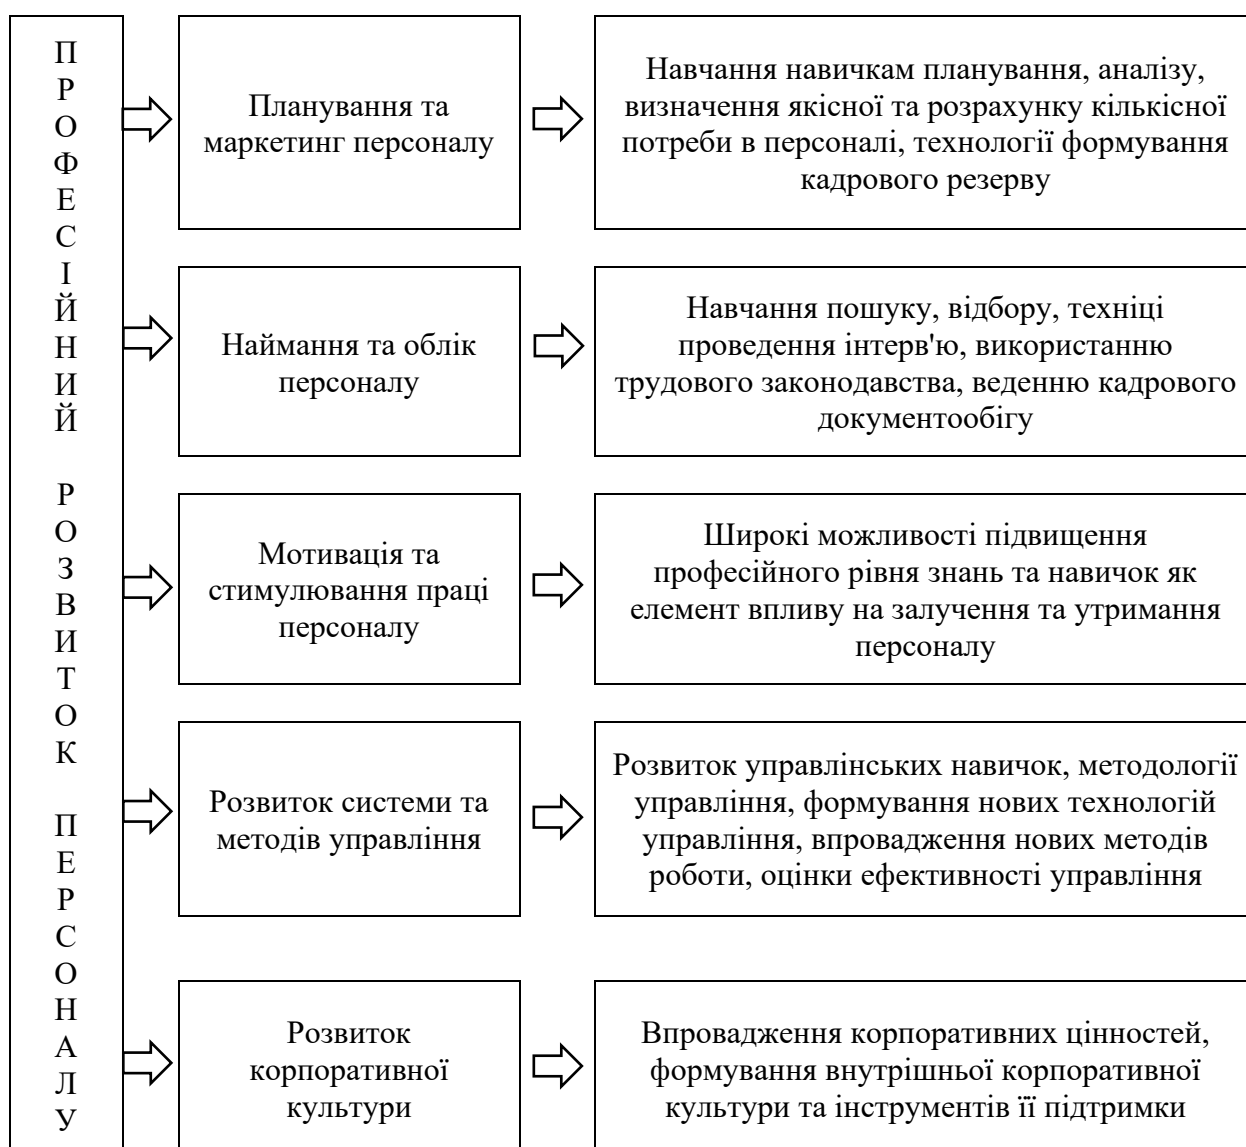 ПРОФЕСІЙНИЙ РОЗВИТОК ПЕРСОНАЛУ
Планування та
маркетинг персоналу
Навчання навичкам планування, аналізу,
визначення якісної та розрахунку кількісної
потреби в персоналі, технології формування
кадрового резерву
Наймання та облік
персоналу
Навчання пошуку, відбору, техніці
проведення інтерв'ю, використанню
трудового законодавства, веденню кадрового
документообігу
Мотивація та
стимулювання праці
персоналу
Широкі можливості підвищення
професійного рівня знань та навичок як
елемент впливу на залучення та утримання
персоналу
Розвиток системи та
методів управління
Розвиток управлінських навичок, методології
управління, формування нових технологій
управління, впровадження нових методів
роботи, оцінки ефективності управління
Розвиток
корпоративної
культури
Впровадження корпоративних цінностей,
формування внутрішньої корпоративної
культури та інструментів її підтримки